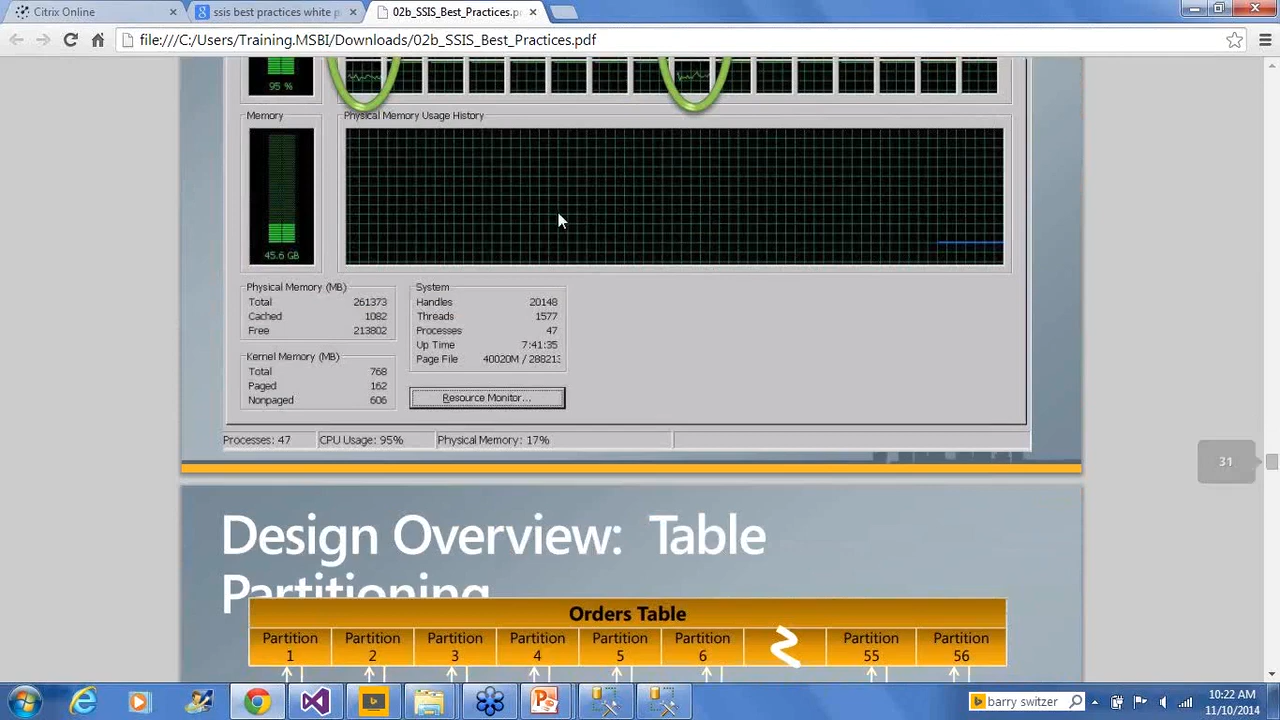 Citrix Online
ssis best practices white p
02b_SSIS_Best_Practices.p
file:///C:/Users/Training.MSBI/Downloads/02b_SSIS_Best_Practices.pdf
95 %
Memory
Physical Memory Usage History
45.6 GB
Physical Memory (MB)
Total 261373
Cached 1082
Free 213802
System
Handles 20148
Threads 1577
Processes 47
Up Time 7:41:35
Page File 40020M / 288213
Kernel Memory (MB)
Total 768
Paged 162
Nonpaged 606
Resource Monitor...
Processes: 47 CPU Usage: 95% Physical Memory: 17%
31
Design Overview: Table
Partitioning
Orders Table
Partition 1
Partition 2
Partition 3
Partition 4
Partition 5
Partition 6
Partition 55
Partition 56
barry switzer
10:22 AM
11/10/2014